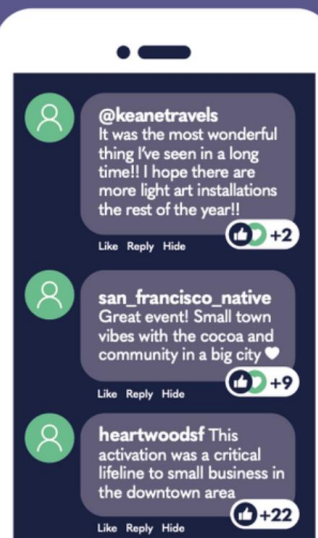 @keanetravels
It was the most wonderful
thing I've seen in a long
time!! I hope there are
more light art installations
the rest of the year!!
+2
Like Reply Hide
san_francisco_native
Great event! Small town
vibes with the cocoa and
community in a big city ♥
+9
Like Reply Hide
heartwoodsf This
activation was a critical
lifeline to small business in
the downtown area
+22
Like Reply Hide